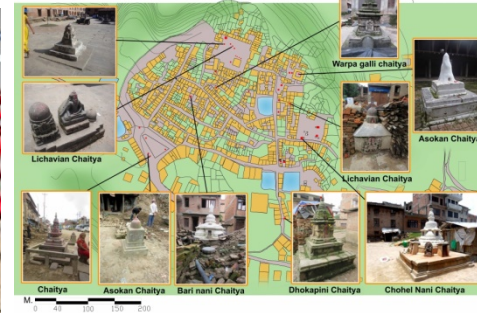 Warpa galli chaitya
Asokan Chaitya
Lichavian Chaitya
Lichavian Chaitya
Chaitya
Asokan Chaitya
Bari nani Chaitya
Dhokapini Chaitya
Chohel Nani Chaitya
M.
0 40 100 150 200